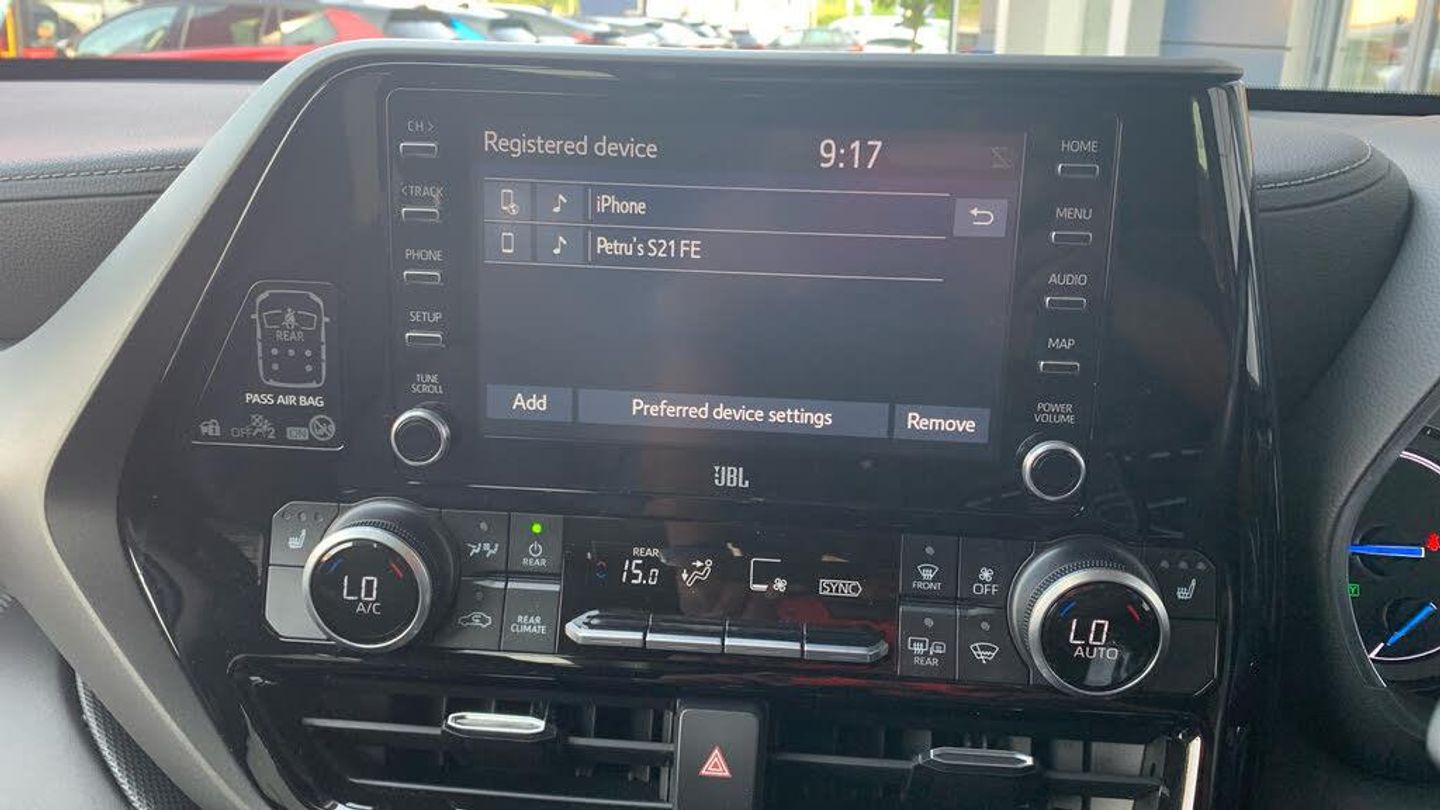 CH >
< TRACK
PHONE
SETUP
TUNE
SCROLL
Registered device
9:17
iPhone
Petru's S21 FE
Add
Preferred device settings
Remove
JBL
HOME
MENU
AUDIO
MAP
POWER
VOLUME
REAR
PASS AIR BAG
OFF
2
ON
LO
A/C
REAR
REAR
CLIMATE
REAR
15.0
SYNC
FRONT
OFF
REAR
LO
AUTO